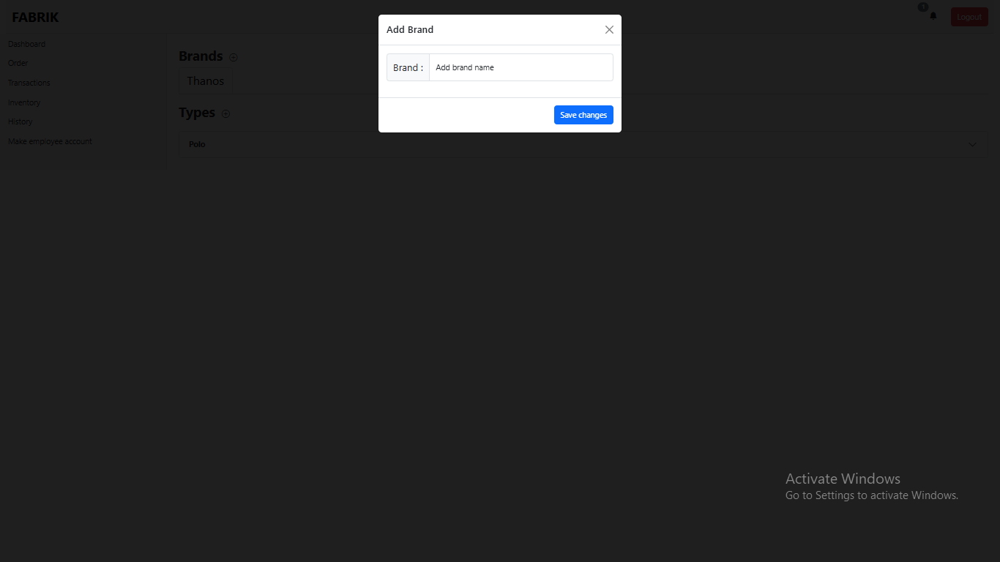 FABRIK
1
Logout
Dashboard
Order
Transactions
Inventory
History
Make employee account
Brands
Thanos
Types
Polo
Add Brand
Brand :
Add brand name
Save changes
Activate Windows
Go to Settings to activate Windows.